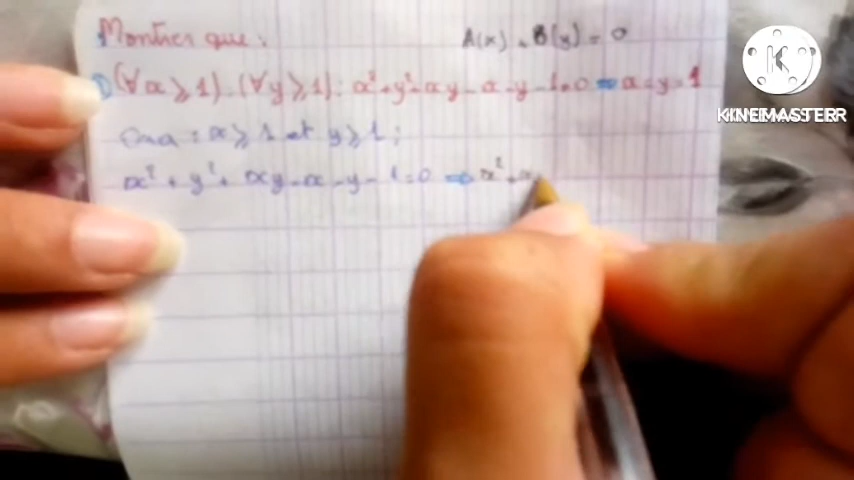 Montrer que :
A(x) + B(y) = 0
① (∀x ≥ 1) (∀y ≥ 1) : x² + y² + xy - x - y - 1 = 0 ⇒ x = y = 1
On a : x ≥ 1 et y ≥ 1 ;
x² + y² + xy - x - y - 1 = 0 ⇒ x²
K
KINEMASTER